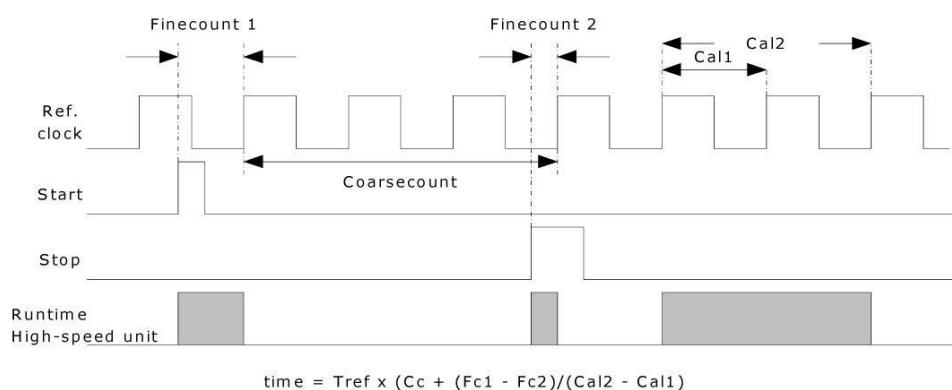 Finecount 1
Finecount 2
Cal2
Cal1
Ref.
clock
Coarsecount
Start
Stop
Runtime
High-speed unit
time = Tref x (Cc + (Fc1 - Fc2)/(Cal2 - Cal1)